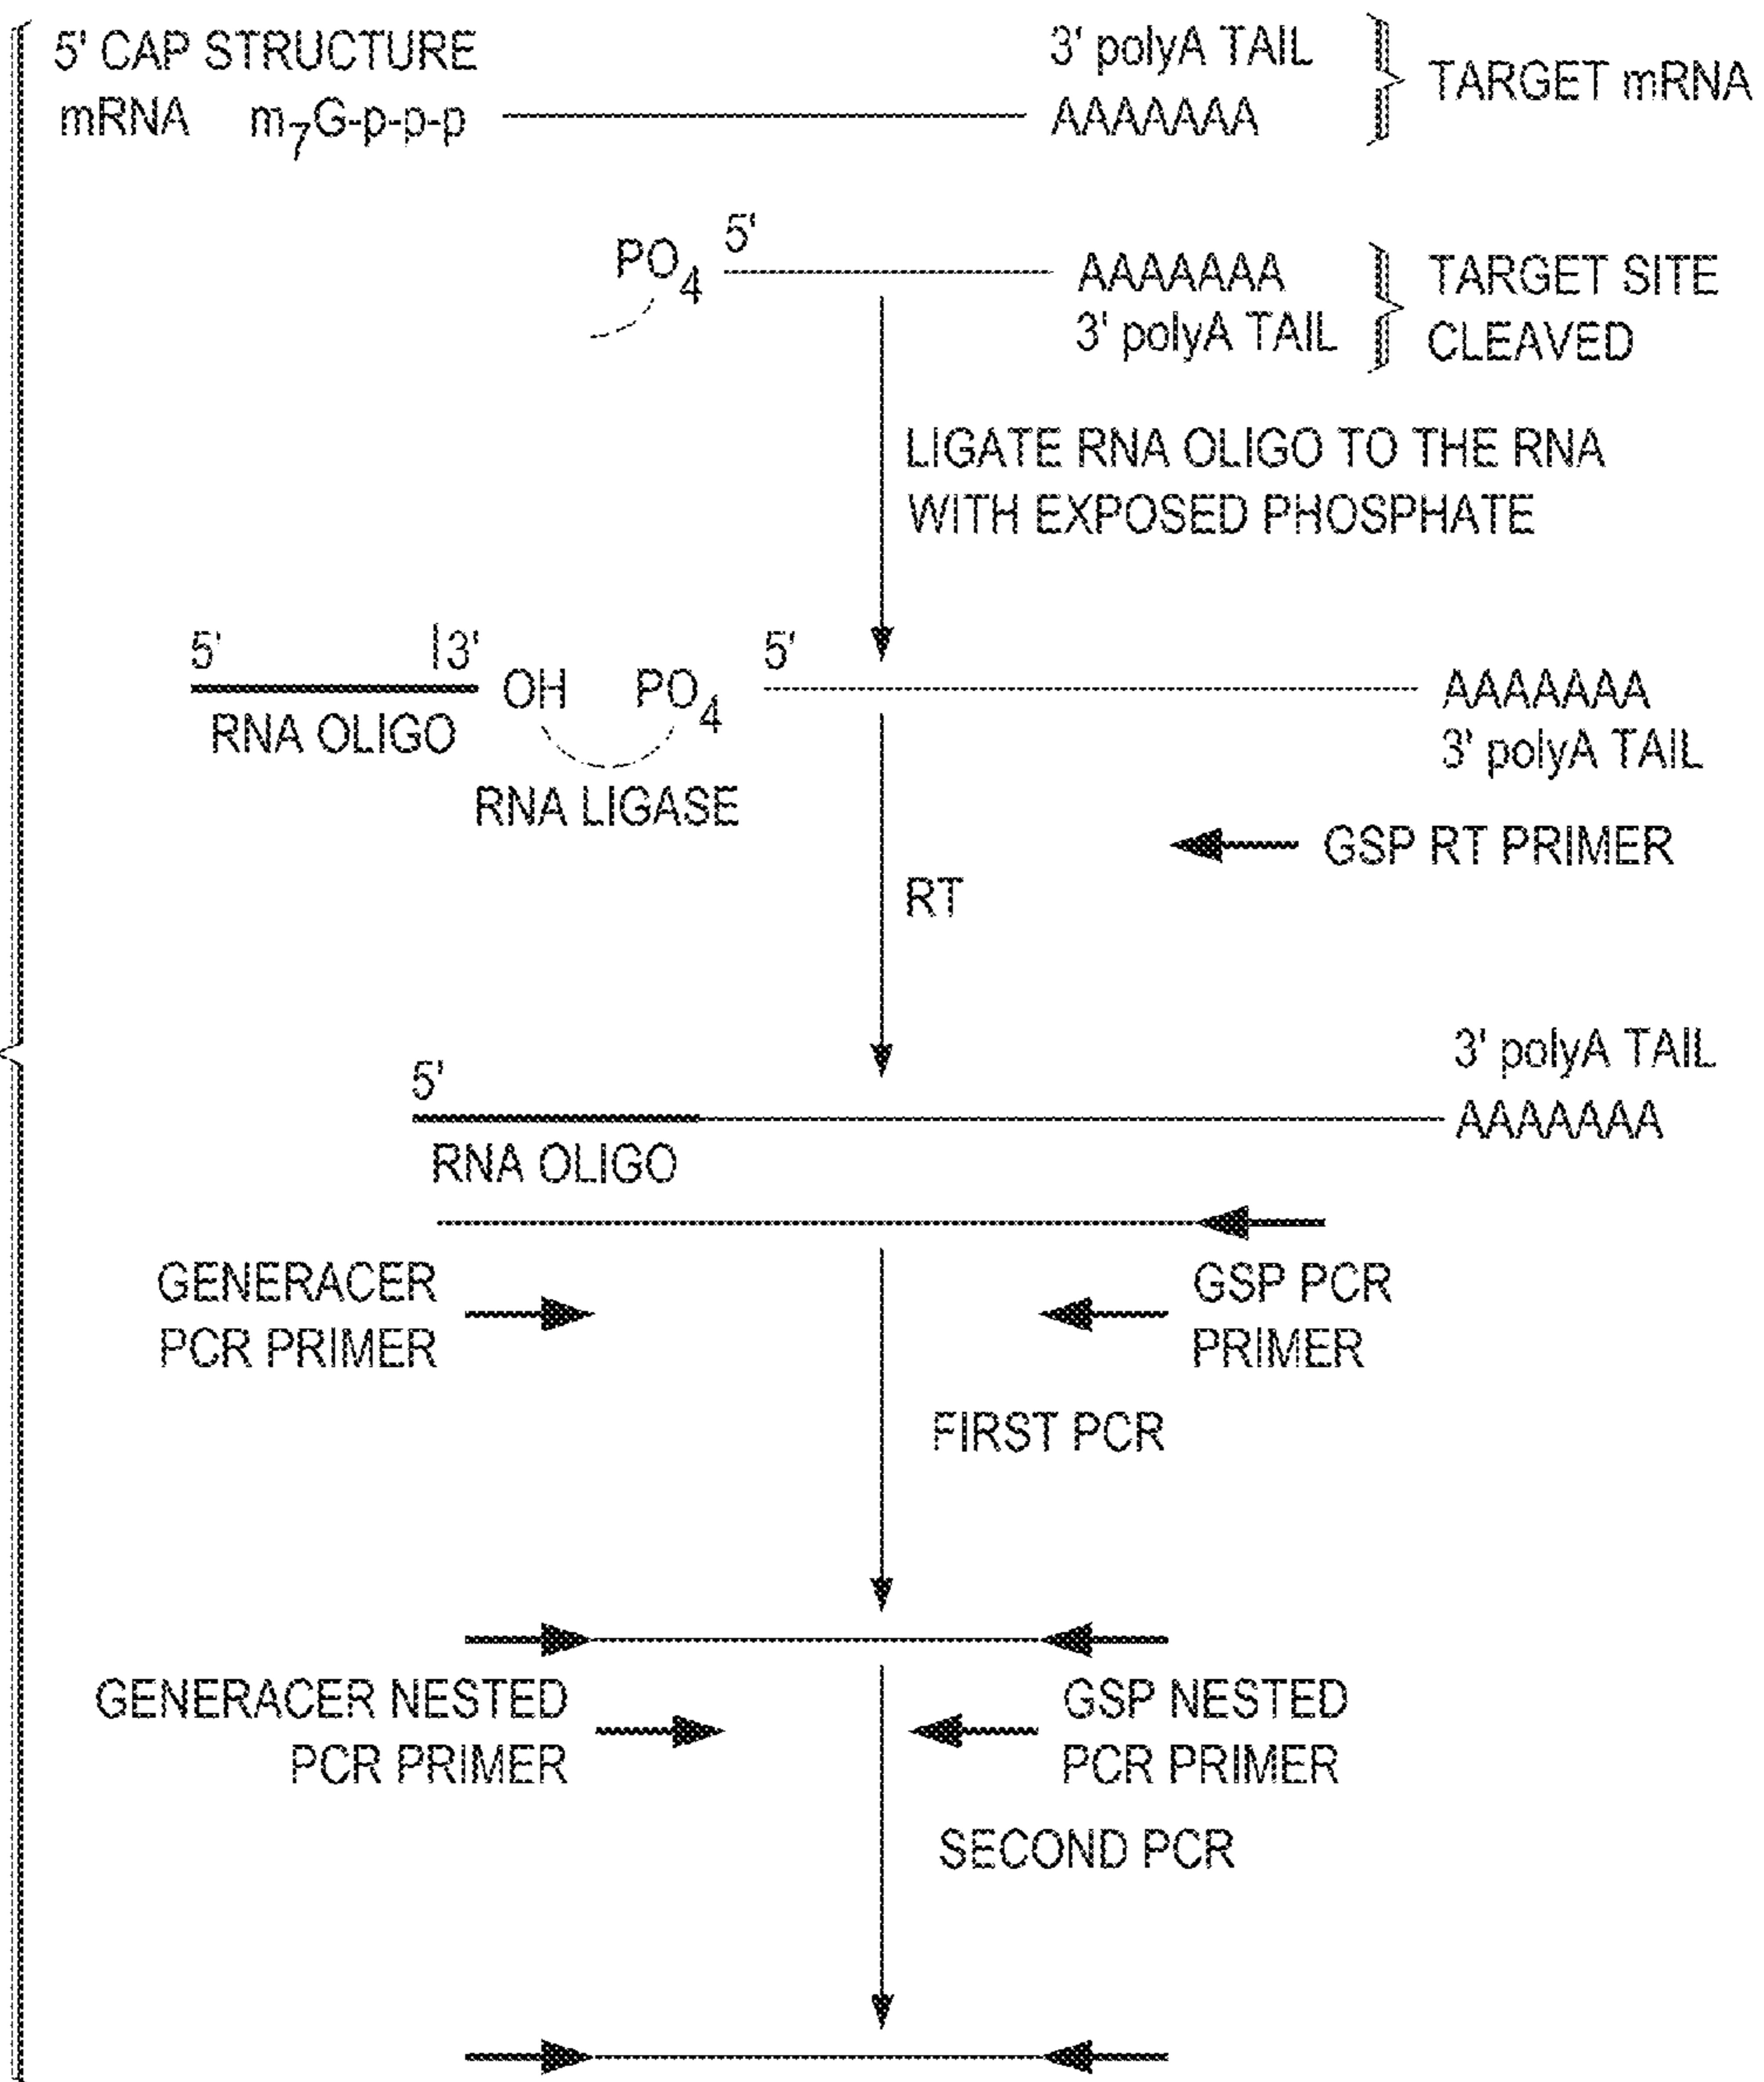 5' CAP STRUCTURE
3' polyA TAIL
mRNA m7G-p-p-p
AAAAAAA
TARGET mRNA
PO4
5'
AAAAAAA
3' polyA TAIL
TARGET SITE
CLEAVED
LIGATE RNA OLIGO TO THE RNA
WITH EXPOSED PHOSPHATE
5'
3'
RNA OLIGO
OH
PO4
5'
AAAAAAA
3' polyA TAIL
RNA LIGASE
GSP RT PRIMER
RT
3' polyA TAIL
5'
AAAAAAA
RNA OLIGO
GENERACER
PCR PRIMER
GSP PCR
PRIMER
FIRST PCR
GENERACER NESTED
PCR PRIMER
GSP NESTED
PCR PRIMER
SECOND PCR